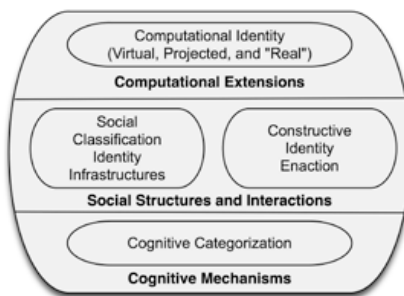 Computational Identity
(Virtual, Projected, and "Real")
Computational Extensions
Social
Classification
Identity
Infrastructures
Constructive
Identity
Enaction
Social Structures and Interactions
Cognitive Categorization
Cognitive Mechanisms